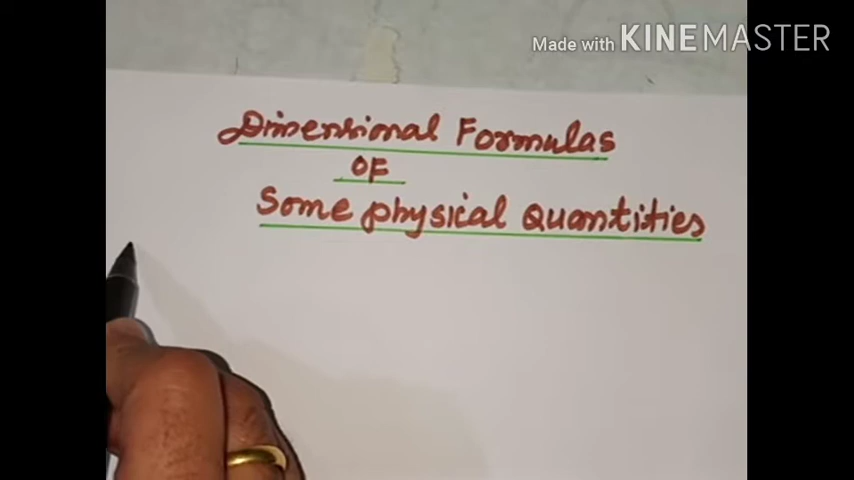 Made with KINEMASTER
Dimensional Formulas
OF
Some physical Quantities